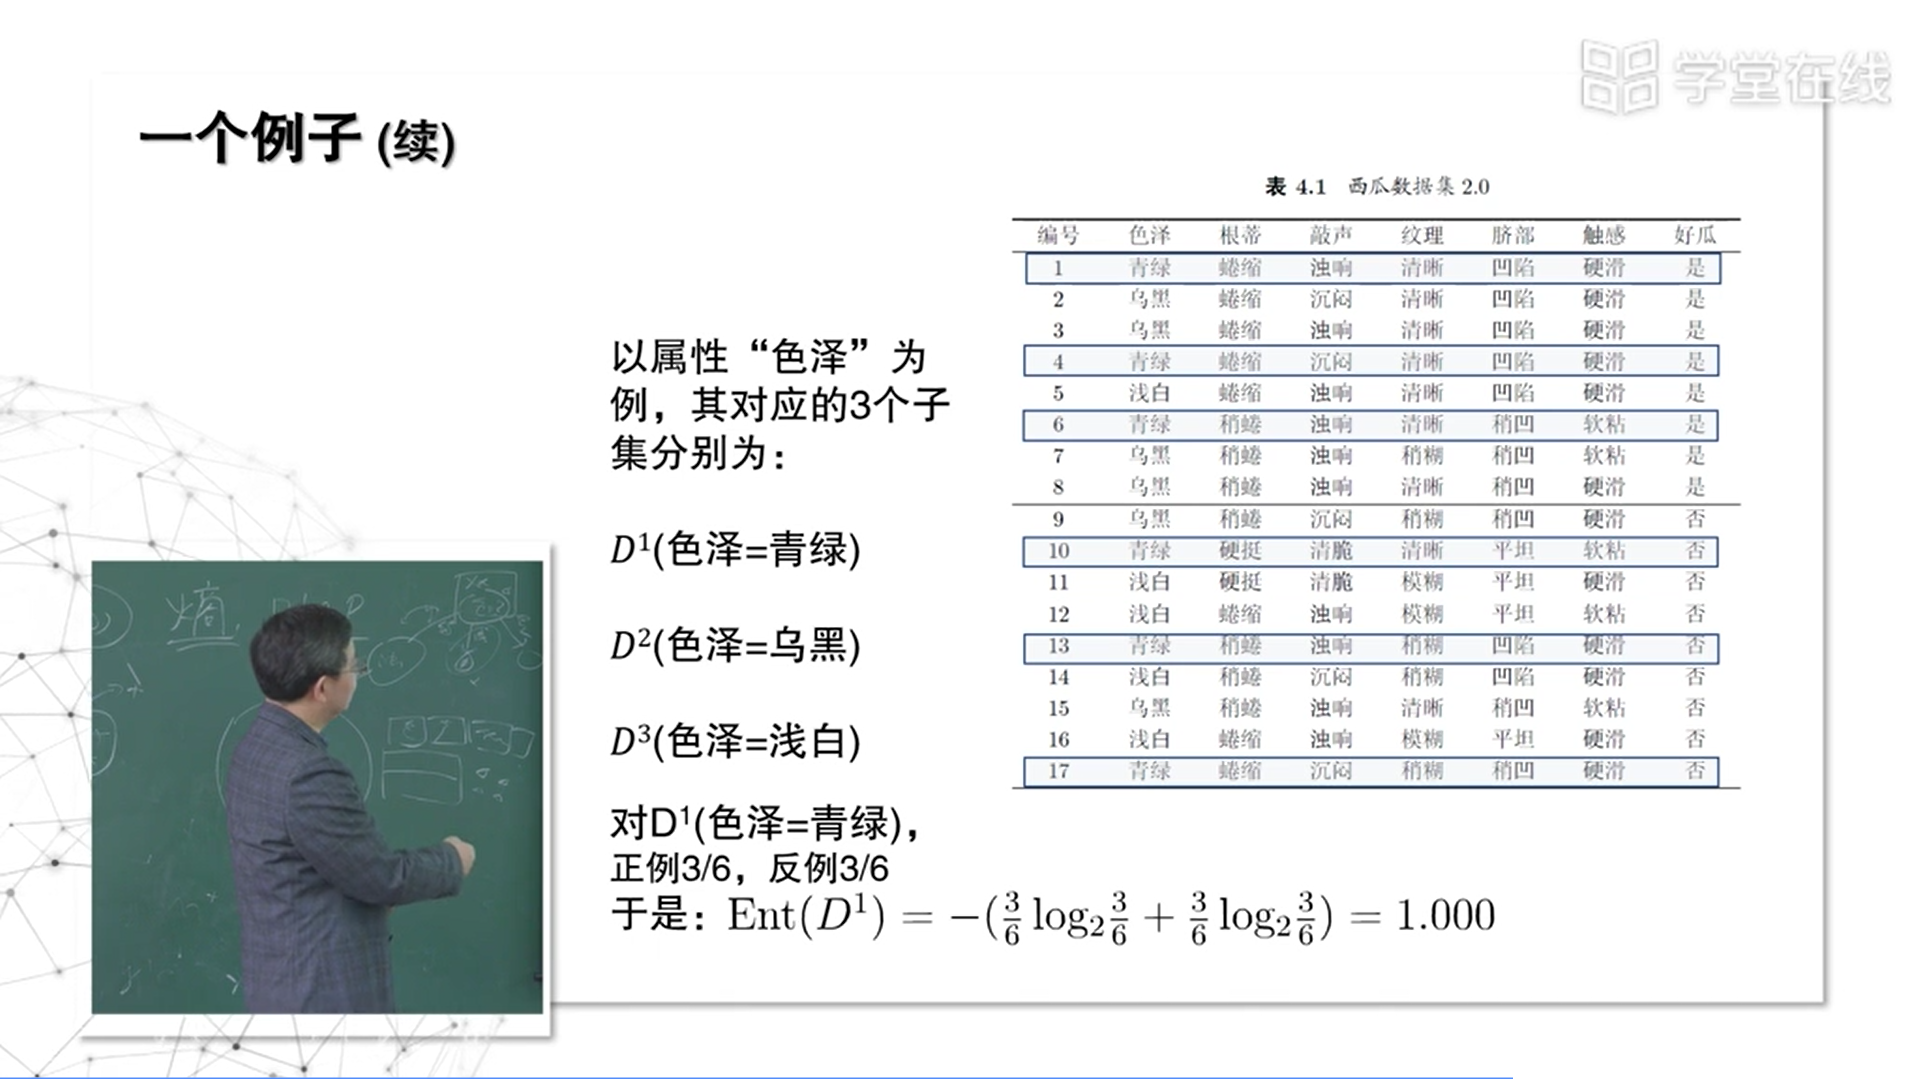 学堂在线
一个例子 (续)
表 4.1 西瓜数据集 2.0
编号 色泽 根蒂 敲声 纹理 脐部 触感 好瓜
1 青绿 蜷缩 浊响 清晰 凹陷 硬滑 是
2 乌黑 蜷缩 沉闷 清晰 凹陷 硬滑 是
3 乌黑 蜷缩 浊响 清晰 凹陷 硬滑 是
4 青绿 蜷缩 沉闷 清晰 凹陷 硬滑 是
5 浅白 蜷缩 浊响 清晰 凹陷 硬滑 是
6 青绿 稍蜷 浊响 清晰 稍凹 软粘 是
7 乌黑 稍蜷 浊响 稍糊 稍凹 软粘 是
8 乌黑 稍蜷 浊响 清晰 稍凹 硬滑 是
9 乌黑 稍蜷 沉闷 稍糊 稍凹 硬滑 否
10 青绿 硬挺 清脆 清晰 平坦 软粘 否
11 浅白 硬挺 清脆 模糊 平坦 硬滑 否
12 浅白 蜷缩 浊响 模糊 平坦 软粘 否
13 青绿 稍蜷 浊响 稍糊 凹陷 硬滑 否
14 浅白 稍蜷 沉闷 稍糊 凹陷 硬滑 否
15 乌黑 稍蜷 浊响 清晰 稍凹 软粘 否
16 浅白 蜷缩 浊响 模糊 平坦 硬滑 否
17 青绿 蜷缩 沉闷 稍糊 稍凹 硬滑 否
以属性“色泽”为
例，其对应的3个子
集分别为：
D¹(色泽=青绿)
D²(色泽=乌黑)
D³(色泽=浅白)
对D¹(色泽=青绿)，
正例3/6，反例3/6
于是：Ent(D¹) = −(3/6 log₂ 3/6 + 3/6 log₂ 3/6) = 1.000
熵